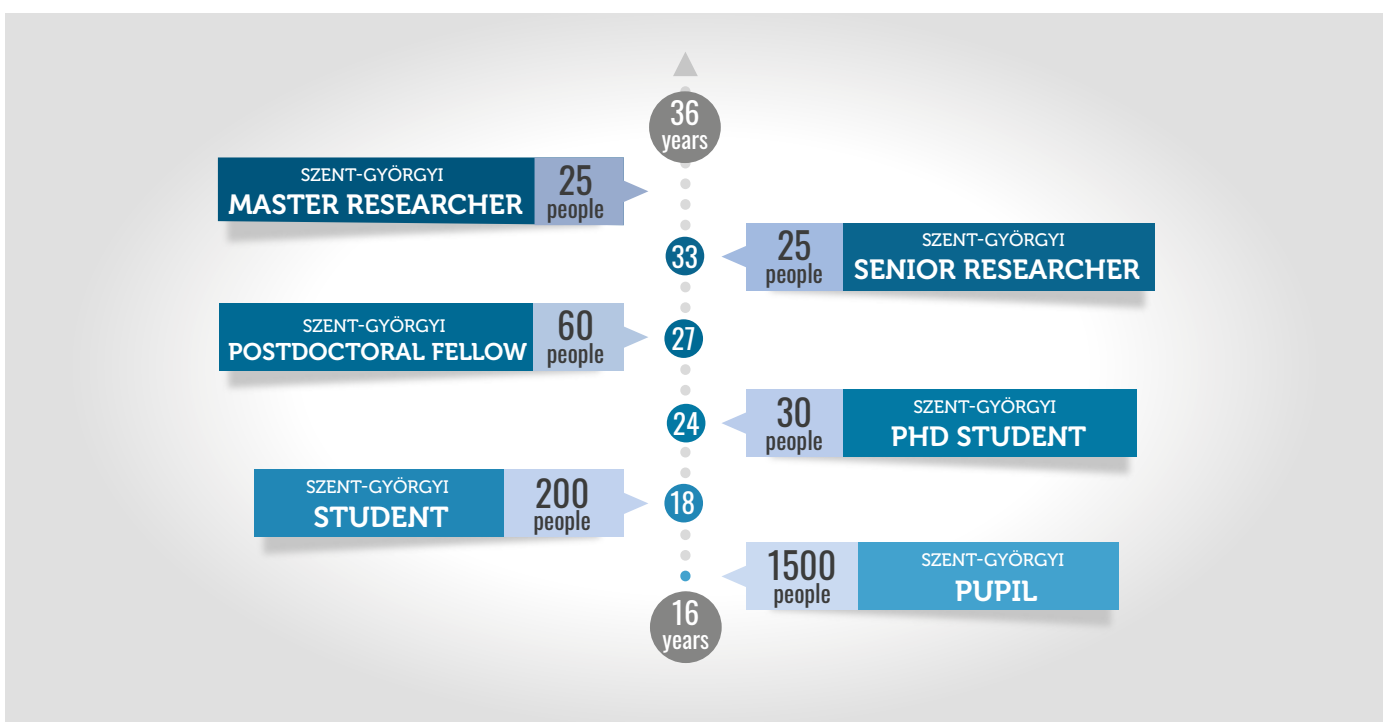 36
years
SZENT-GYÖRGYI
MASTER RESEARCHER
25
people
33
25
people
SZENT-GYÖRGYI
SENIOR RESEARCHER
SZENT-GYÖRGYI
POSTDOCTORAL FELLOW
60
people
27
24
30
people
SZENT-GYÖRGYI
PHD STUDENT
SZENT-GYÖRGYI
STUDENT
200
people
18
1500
people
SZENT-GYÖRGYI
PUPIL
16
years